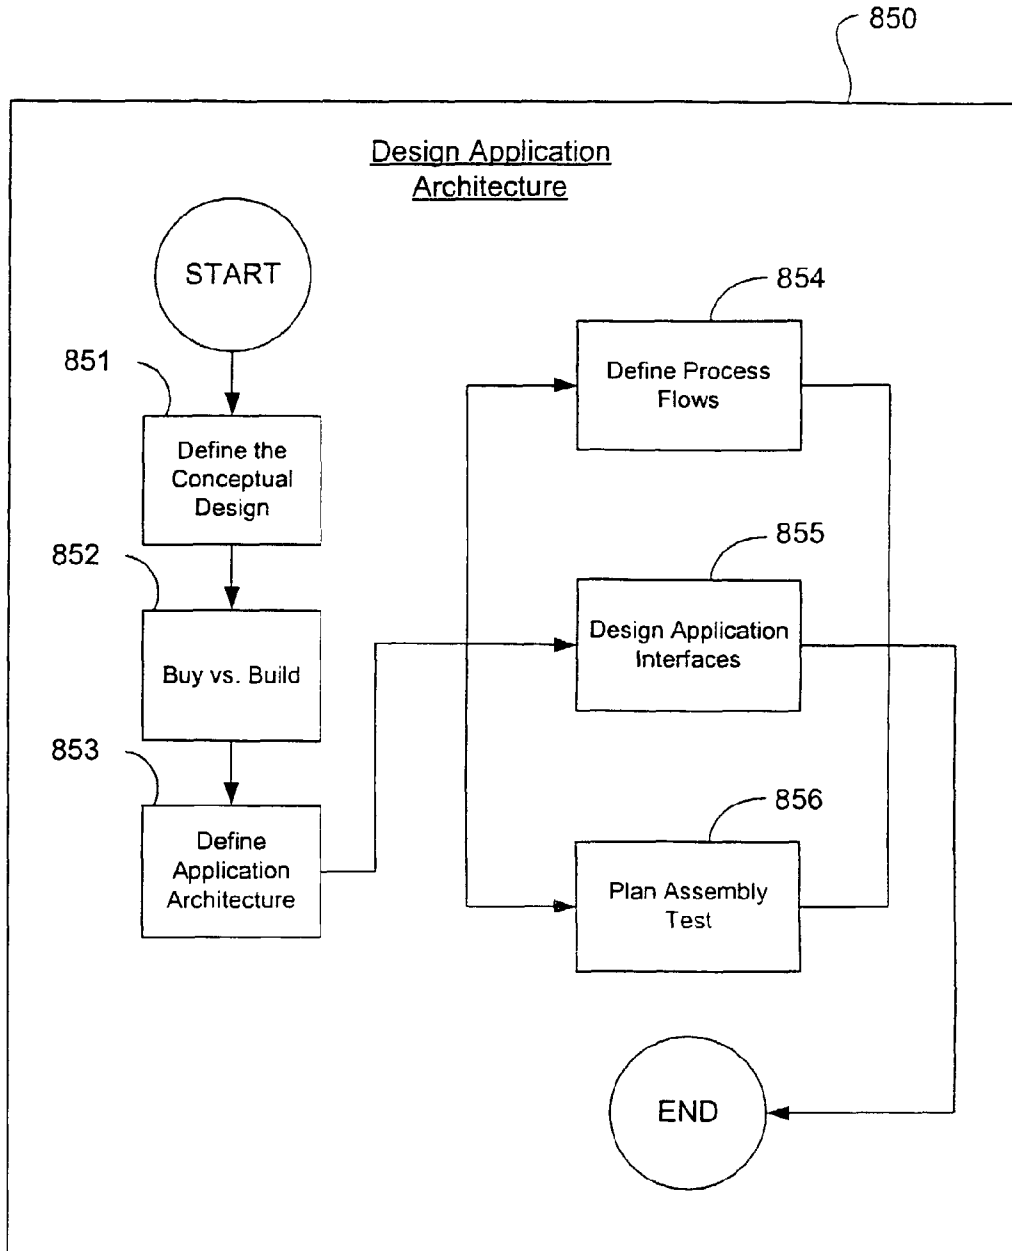 850
Design Application
Architecture
START
851
Define the
Conceptual
Design
852
Buy vs. Build
853
Define
Application
Architecture
854
Define Process
Flows
855
Design Application
Interfaces
856
Plan Assembly
Test
END